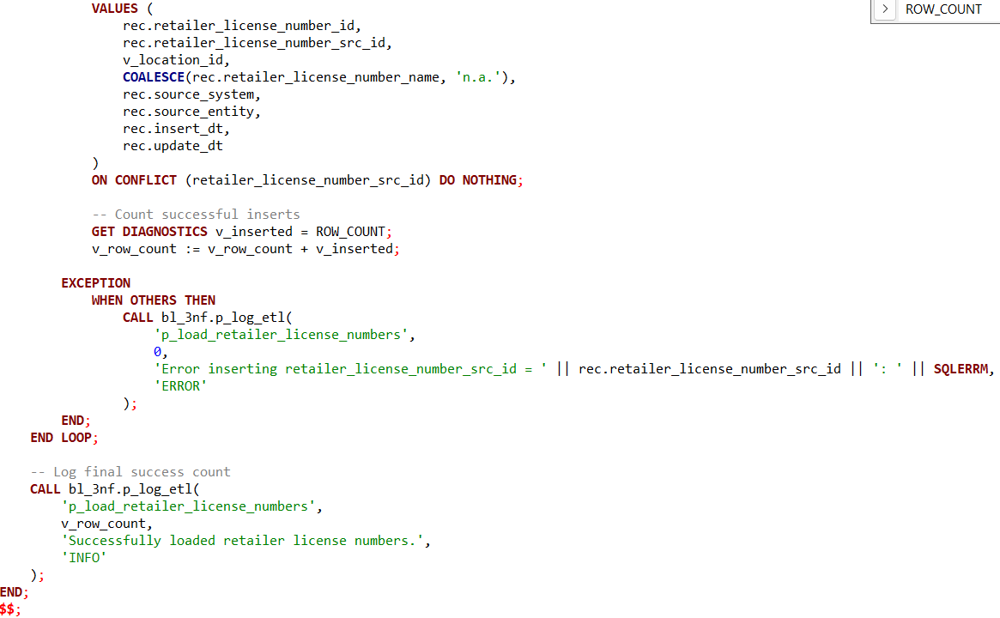 VALUES (
rec.retailer_license_number_id,
rec.retailer_license_number_src_id,
v_location_id,
COALESCE(rec.retailer_license_number_name, 'n.a.'),
rec.source_system,
rec.source_entity,
rec.insert_dt,
rec.update_dt
)
ON CONFLICT (retailer_license_number_src_id) DO NOTHING;
-- Count successful inserts
GET DIAGNOSTICS v_inserted = ROW_COUNT;
v_row_count := v_row_count + v_inserted;
EXCEPTION
WHEN OTHERS THEN
CALL bl_3nf.p_log_etl(
'p_load_retailer_license_numbers',
0,
'Error inserting retailer_license_number_src_id = ' || rec.retailer_license_number_src_id || ': ' || SQLERRM,
'ERROR'
);
END;
END LOOP;
-- Log final success count
CALL bl_3nf.p_log_etl(
'p_load_retailer_license_numbers',
v_row_count,
'Successfully loaded retailer license numbers.',
'INFO'
);
END;
$$;
ROW_COUNT